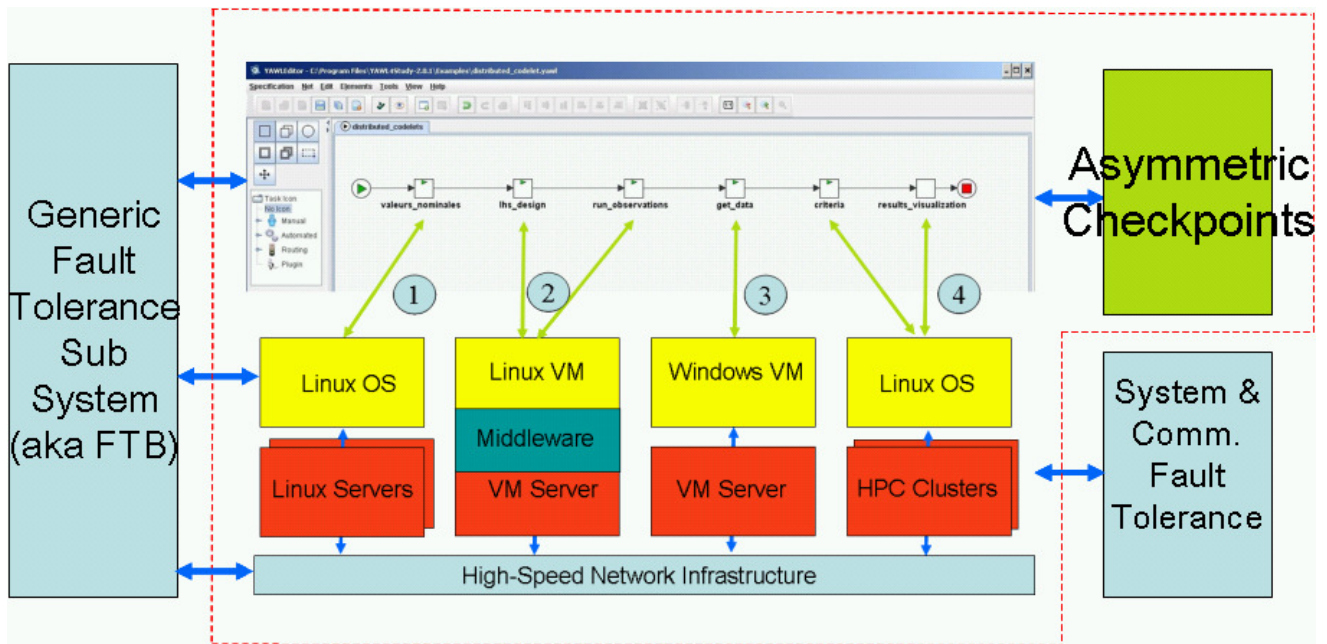 YAWLEditor - C:\Program Files\YAWL4Study-2.0.1\Examples\distributed_codelet.yawl
Specification Net Edit Elements Tools View Help
distributed_codelets
Task Icon
No Icon
Manual
Automated
Routing
Plugin
valeurs_nominales
lhs_design
run_observations
get_data
criteria
results_visualization
Generic
Fault
Tolerance
Sub
System
(aka FTB)
Asymmetric
Checkpoints
1
2
3
4
Linux OS
Linux VM
Windows VM
Linux OS
Middleware
Linux Servers
VM Server
VM Server
HPC Clusters
System &
Comm.
Fault
Tolerance
High-Speed Network Infrastructure